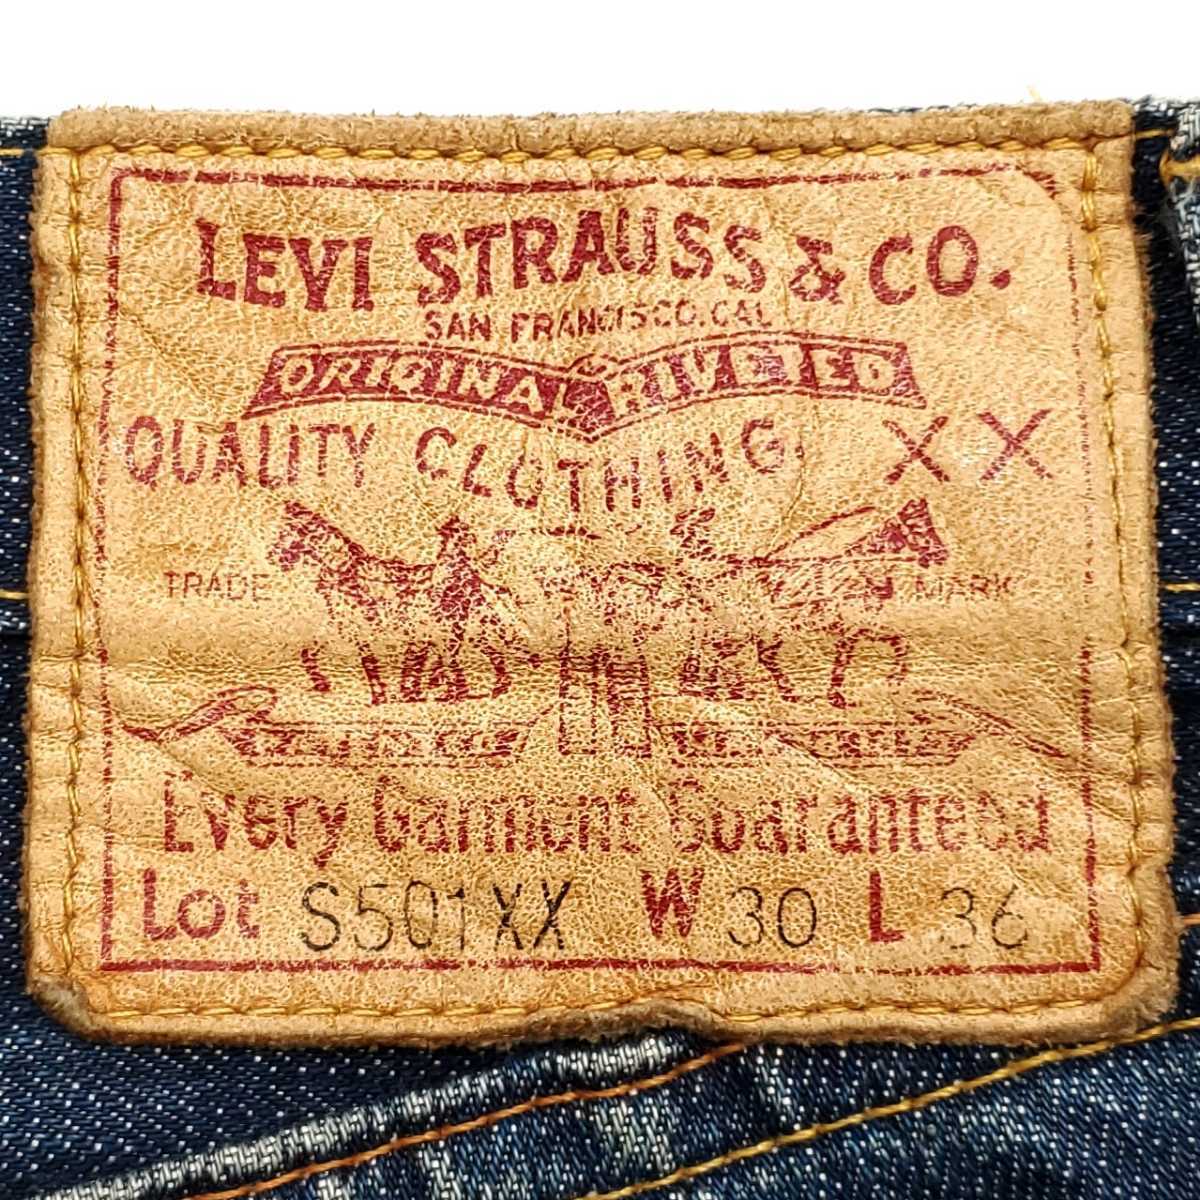 LEVI STRAUSS & CO.
SAN FRANCISCO, CAL
ORIGINAL RIVETED
QUALITY CLOTHING XX
TRADE MARK
Every Garment Guaranteed
Lot S501XX W 30 L 36